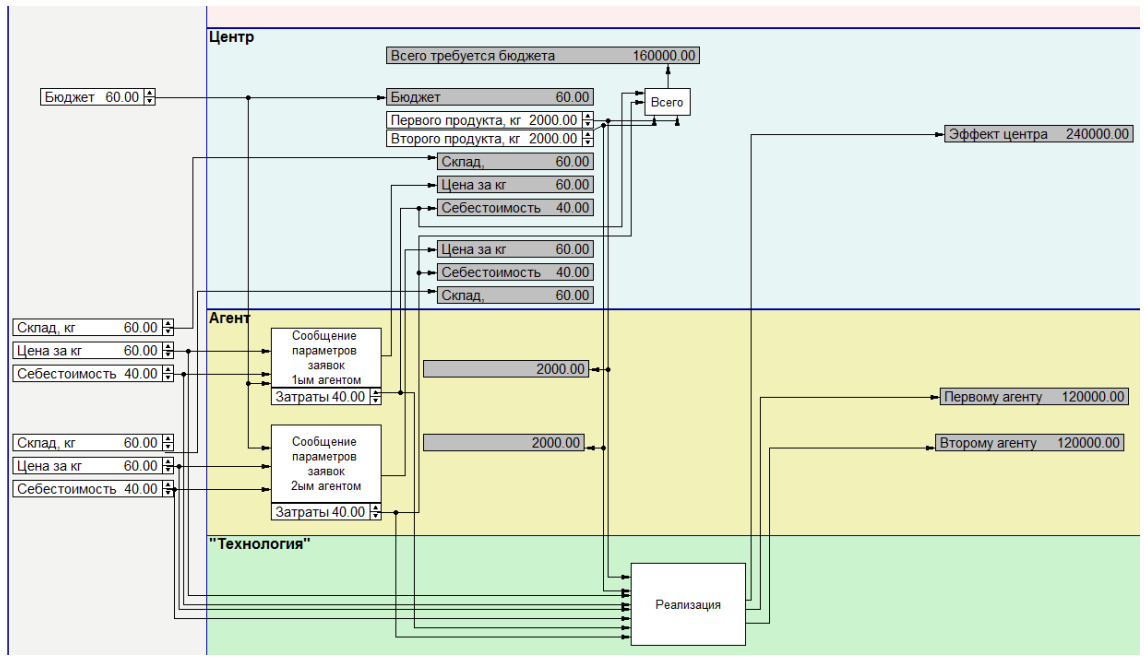 Центр
Всего требуется бюджета 160000.00
Бюджет 60.00
Бюджет 60.00
Всего
Первого продукта, кг 2000.00
Второго продукта, кг 2000.00
Эффект центра 240000.00
Склад, 60.00
Цена за кг 60.00
Себестоимость 40.00
Цена за кг 60.00
Себестоимость 40.00
Склад, 60.00
Агент
Склад, кг 60.00
Цена за кг 60.00
Себестоимость 40.00
Сообщение
параметров
заявок
1ым агентом
Затраты 40.00
2000.00
Первому агенту 120000.00
Склад, кг 60.00
Цена за кг 60.00
Себестоимость 40.00
Сообщение
параметров
заявок
2ым агентом
Затраты 40.00
2000.00
Второму агенту 120000.00
"Технология"
Реализация